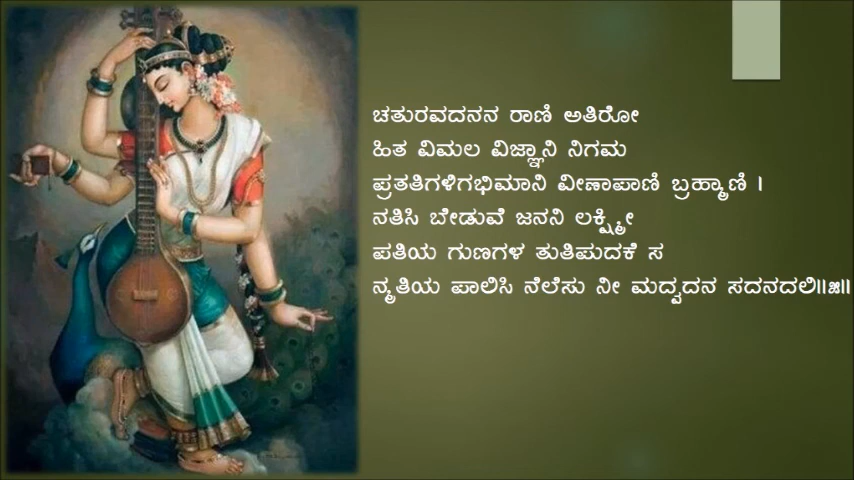 ಚತುರವದನನ ರಾಣಿ ಅತಿರೋ
ಹಿತ ವಿಮಲ ವಿಜ್ಞಾನಿ ನಿಗಮ
ಪ್ರತತಿಗಳಿಗಭಿಮಾನಿ ವೀಣಾಪಾಣಿ ಬ್ರಹ್ಮಾಣಿ ।
ನತಿಸಿ ಬೇಡುವೆ ಜನನಿ ಲಕ್ಷ್ಮೀ
ಪತಿಯ ಗುಣಗಳ ತುತಿಪುದಕೆ ಸ
ನ್ಮತಿಯ ಪಾಲಿಸಿ ನೆಲೆಸು ನೀ ಮದ್ವದನ ಸದನದಲಿ॥೫॥